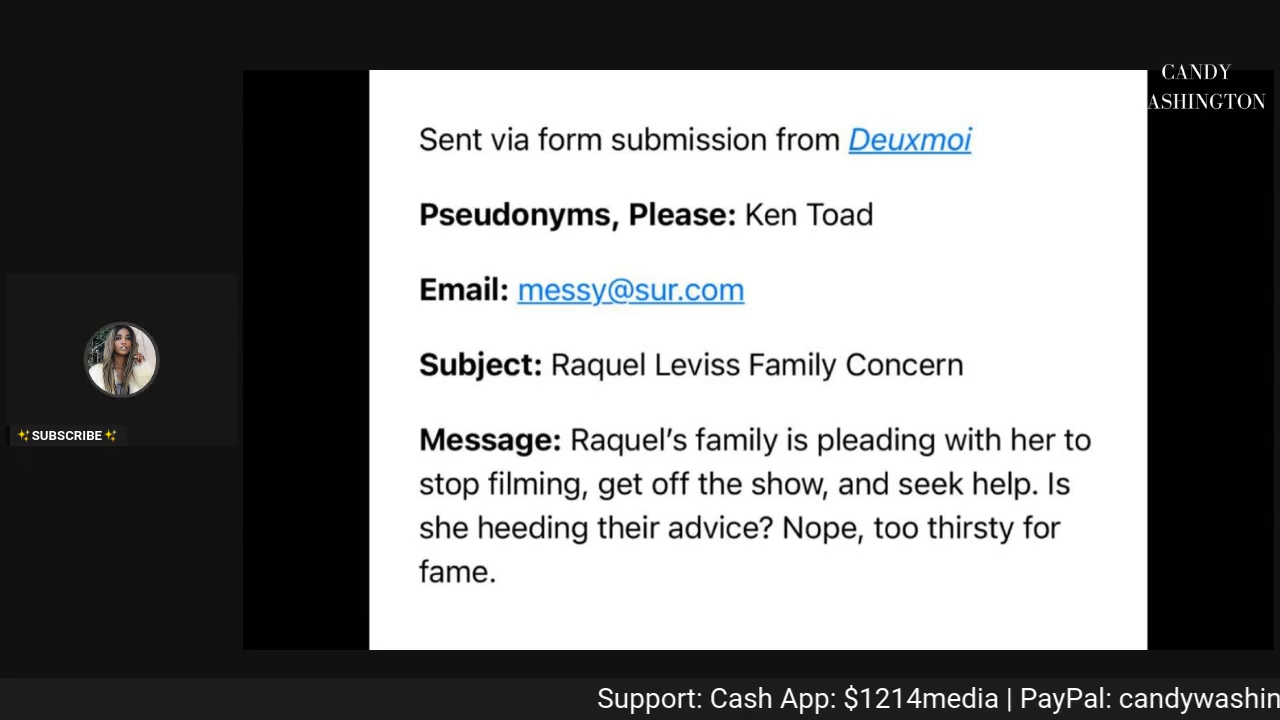 CANDY
ASHINGTON
Sent via form submission from Deuxmoi
Pseudonyms, Please: Ken Toad
Email: messy@sur.com
Subject: Raquel Leviss Family Concern
Message: Raquel’s family is pleading with her to
stop filming, get off the show, and seek help. Is
she heeding their advice? Nope, too thirsty for
fame.
✨SUBSCRIBE✨
Support: Cash App: $1214media | PayPal: candywashin